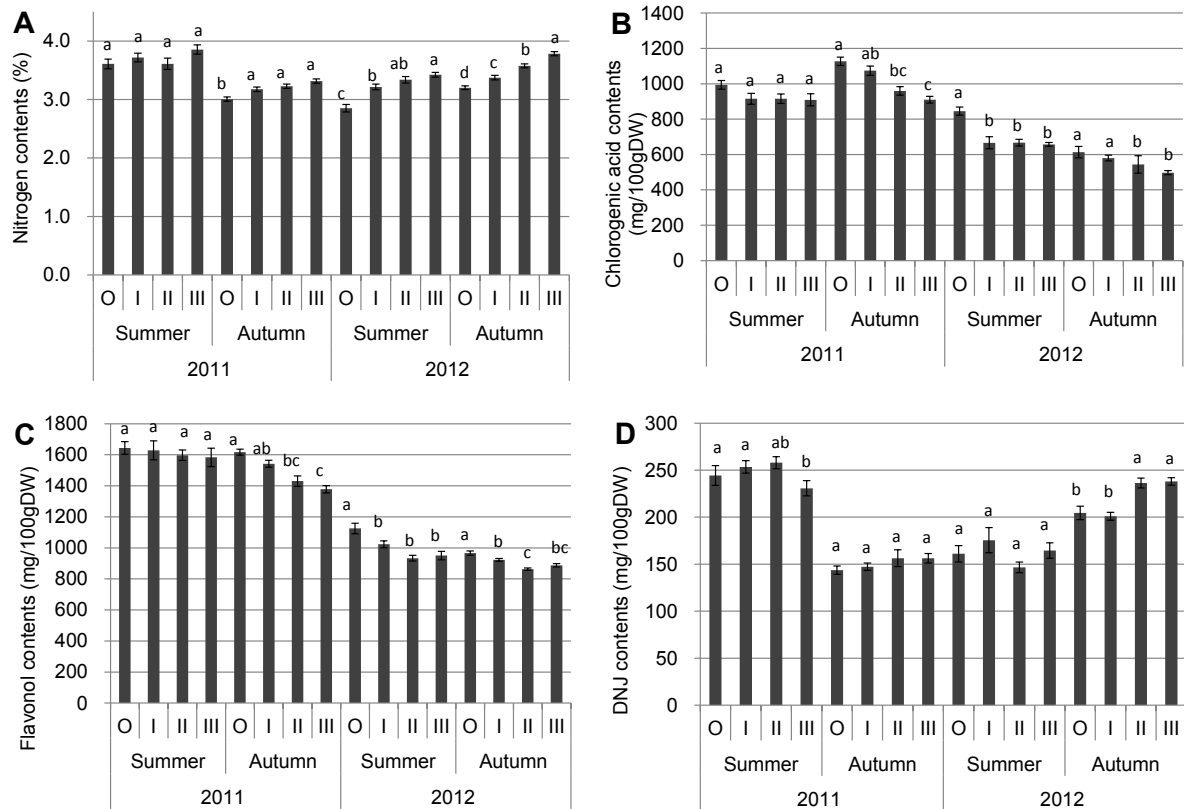 A
Nitrogen contents (%)
4.0
3.0
2.0
1.0
0.0
a a a a b a a a c b ab a d c b a
O I II III O I II III O I II III O I II III
Summer Autumn Summer Autumn
2011 2012
B
Chlorogenic acid contents
(mg/100gDW)
1400
1200
1000
800
600
400
200
0
a a a a a ab bc c a b b b a a b b
O I II III O I II III O I II III O I II III
Summer Autumn Summer Autumn
2011 2012
C
Flavonol contents (mg/100gDW)
1800
1600
1400
1200
1000
800
600
400
200
0
a a a a a ab bc c a b b b a b c bc
O I II III O I II III O I II III O I II III
Summer Autumn Summer Autumn
2011 2012
D
DNJ contents (mg/100gDW)
300
250
200
150
100
50
0
a a ab b a a a a a a a a b b a a
O I II III O I II III O I II III O I II III
Summer Autumn Summer Autumn
2011 2012